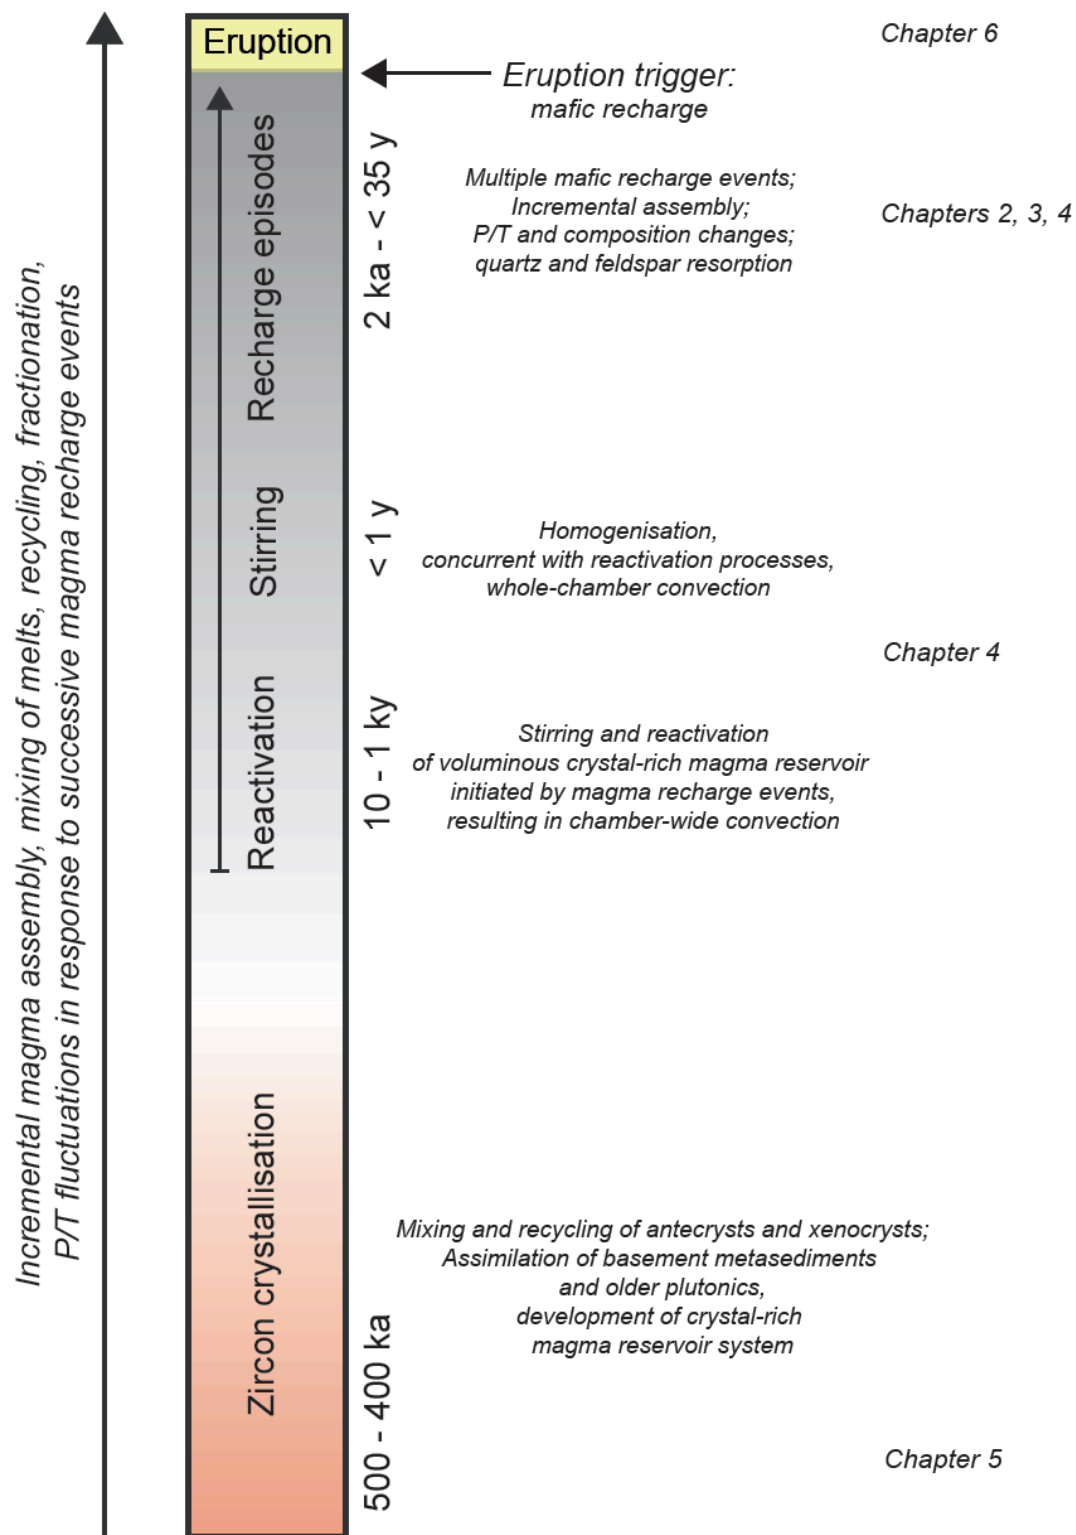 Eruption
Chapter 6
Eruption trigger:
mafic recharge
Recharge episodes
2 ka - < 35 y
Multiple mafic recharge events;
Incremental assembly;
P/T and composition changes;
quartz and feldspar resorption
Chapters 2, 3, 4
Stirring
< 1 y
Homogenisation,
concurrent with reactivation processes,
whole-chamber convection
Chapter 4
Reactivation
10 - 1 ky
Stirring and reactivation
of voluminous crystal-rich magma reservoir
initiated by magma recharge events,
resulting in chamber-wide convection
Zircon crystallisation
500 - 400 ka
Mixing and recycling of antecrysts and xenocrysts;
Assimilation of basement metasediments
and older plutonics,
development of crystal-rich
magma reservoir system
Chapter 5
Incremental magma assembly, mixing of melts, recycling, fractionation,
P/T fluctuations in response to successive magma recharge events